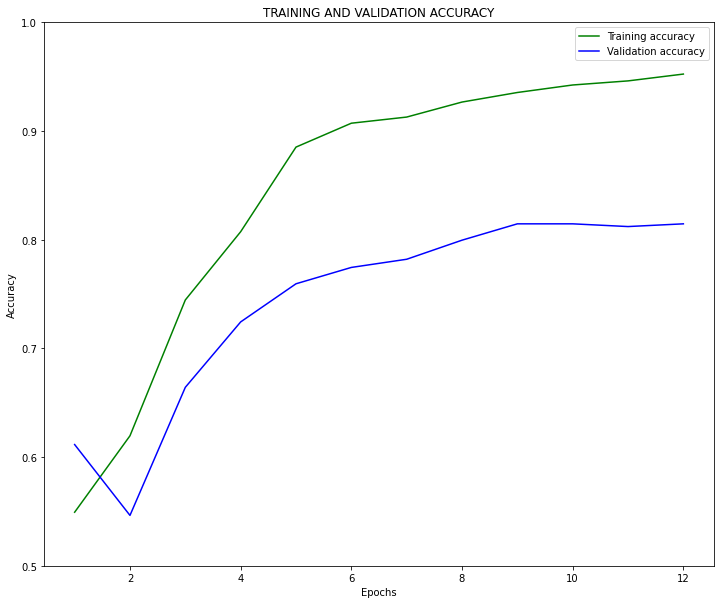 TRAINING AND VALIDATION ACCURACY
Training accuracy
Validation accuracy
1.0
0.9
0.8
0.7
0.6
0.5
Accuracy
2
4
6
8
10
12
Epochs